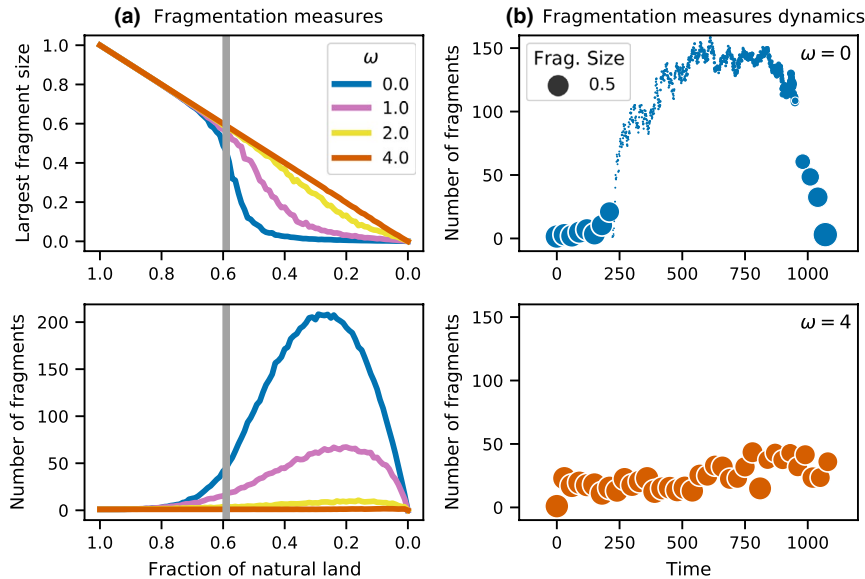 (a) Fragmentation measures
Largest fragment size
1.0
0.8
0.6
0.4
0.2
0.0
ω
0.0
1.0
2.0
4.0
1.0 0.8 0.6 0.4 0.2 0.0
(b) Fragmentation measures dynamics
Number of fragments
150
100
50
0
Frag. Size
0.5
ω = 0
0 250 500 750 1000
Number of fragments
200
150
100
50
0
1.0 0.8 0.6 0.4 0.2 0.0
Fraction of natural land
Number of fragments
150
100
50
0
ω = 4
0 250 500 750 1000
Time